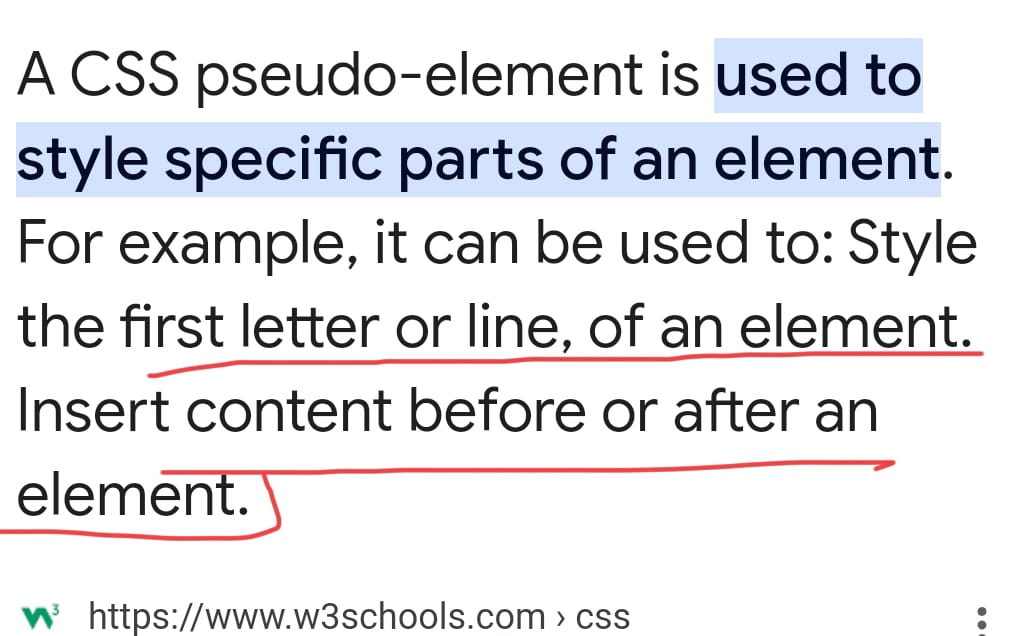 A CSS pseudo-element is used to
style specific parts of an element.
For example, it can be used to: Style
the first letter or line, of an element.
Insert content before or after an
element.
W3 https://www.w3schools.com › css